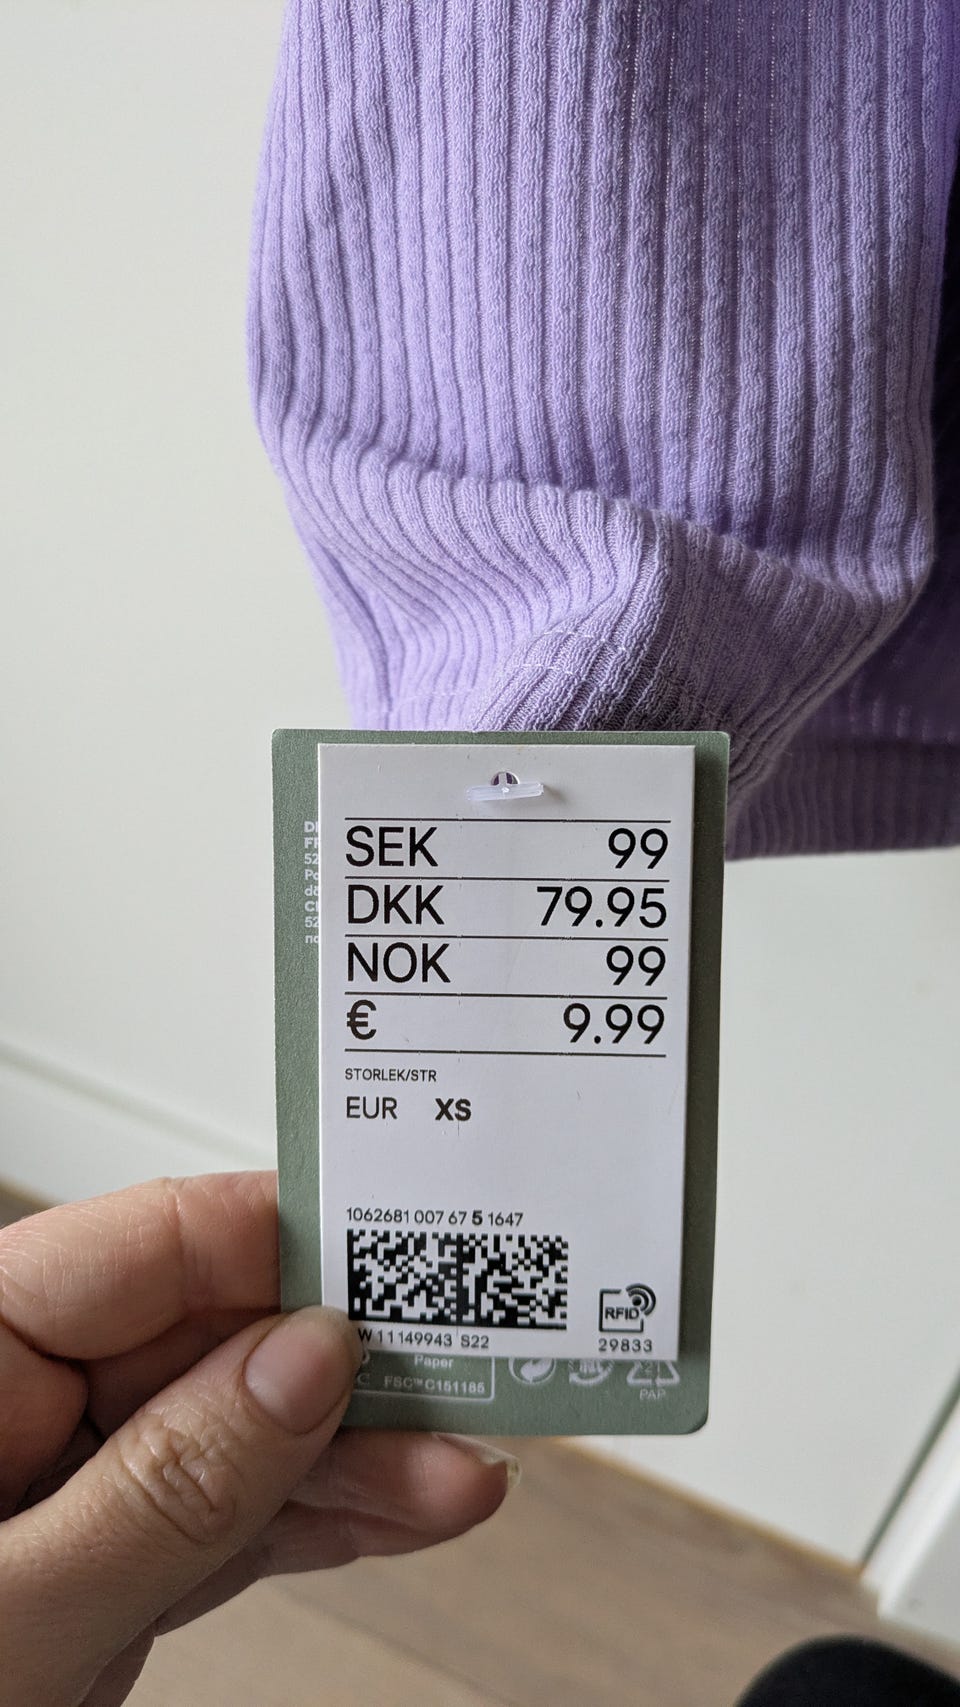 SEK 99
DKK 79.95
NOK 99
€ 9.99
STORLEK/STR
EUR XS
1062681 007 67 5 1647
W 11149943 S22
RFID
29833
Paper
FSC™ C151185
PAP